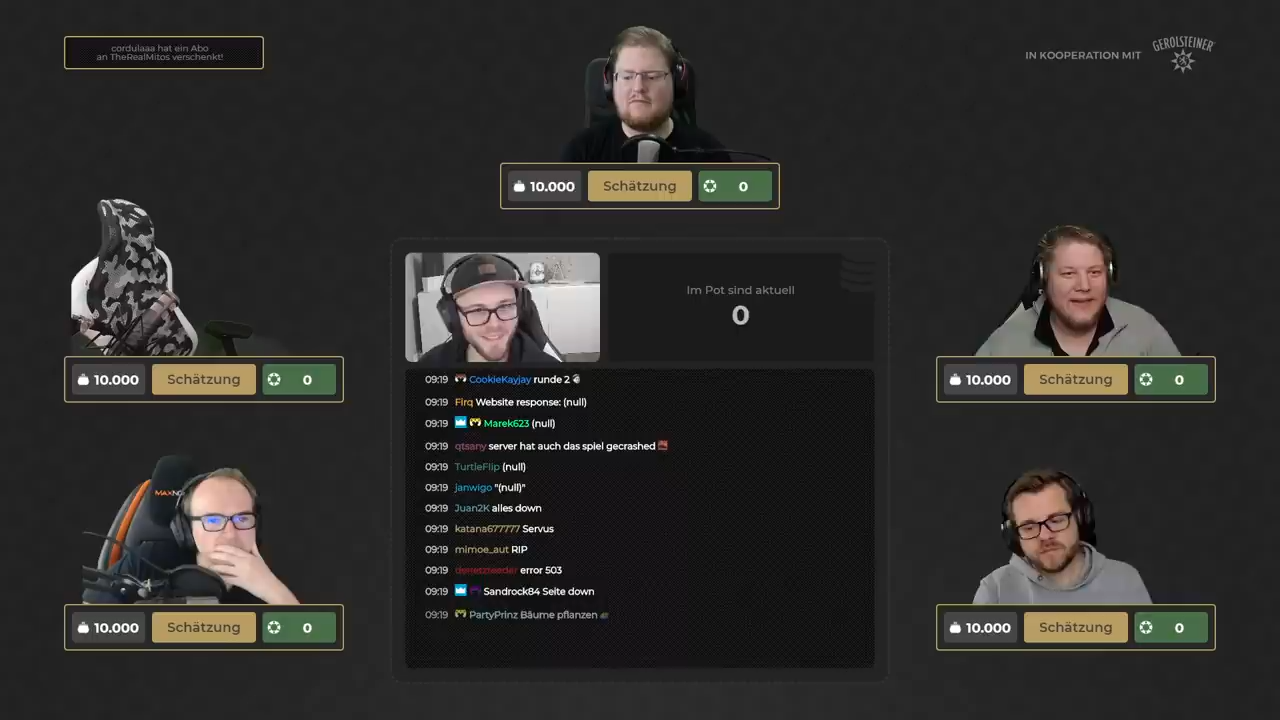 cordulaaa hat ein Abo
an TheRealMitos verschenkt!
IN KOOPERATION MIT
GEROLSTEINER
10.000 Schätzung 0
Im Pot sind aktuell
0
10.000 Schätzung 0
10.000 Schätzung 0
09:19 CookieKayjay runde 2
09:19 Firq Website response: (null)
09:19 Marek623 (null)
09:19 qtsany server hat auch das spiel gecrashed
09:19 TurtleFlip (null)
09:19 janwigo "(null)"
09:19 Juan2K alles down
09:19 katana677777 Servus
09:19 mimoe_aut RIP
09:19 error 503
09:19 Sandrock84 Seite down
09:19 PartyPrinz Bäume pflanzen
MAXNO
10.000 Schätzung 0
10.000 Schätzung 0